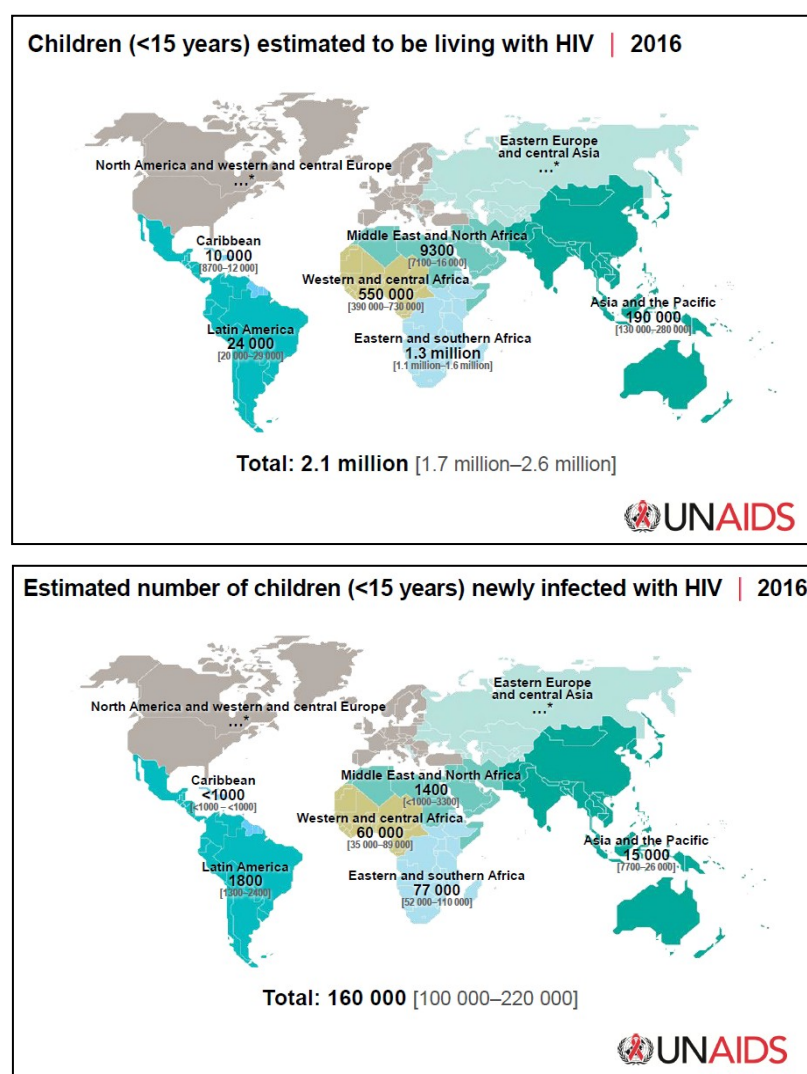 Children (<15 years) estimated to be living with HIV | 2016
Eastern Europe
and central Asia
...*
North America and western and central Europe
...*
Middle East and North Africa
9300
[7100–16 000]
Caribbean
10 000
[8700–12 000]
Western and central Africa
550 000
[390 000–730 000]
Asia and the Pacific
190 000
[130 000–280 000]
Latin America
24 000
[20 000–29 000]
Eastern and southern Africa
1.3 million
[1.1 million–1.6 million]
Total: 2.1 million [1.7 million–2.6 million]
UNAIDS
Estimated number of children (<15 years) newly infected with HIV | 2016
Eastern Europe
and central Asia
...*
North America and western and central Europe
...*
Middle East and North Africa
1400
[<1000–3300]
Caribbean
<1000
[<1000 – <1000]
Western and central Africa
60 000
[35 000–89 000]
Asia and the Pacific
15 000
[7700–26 000]
Latin America
1800
[1300–2400]
Eastern and southern Africa
77 000
[52 000–110 000]
Total: 160 000 [100 000–220 000]
UNAIDS